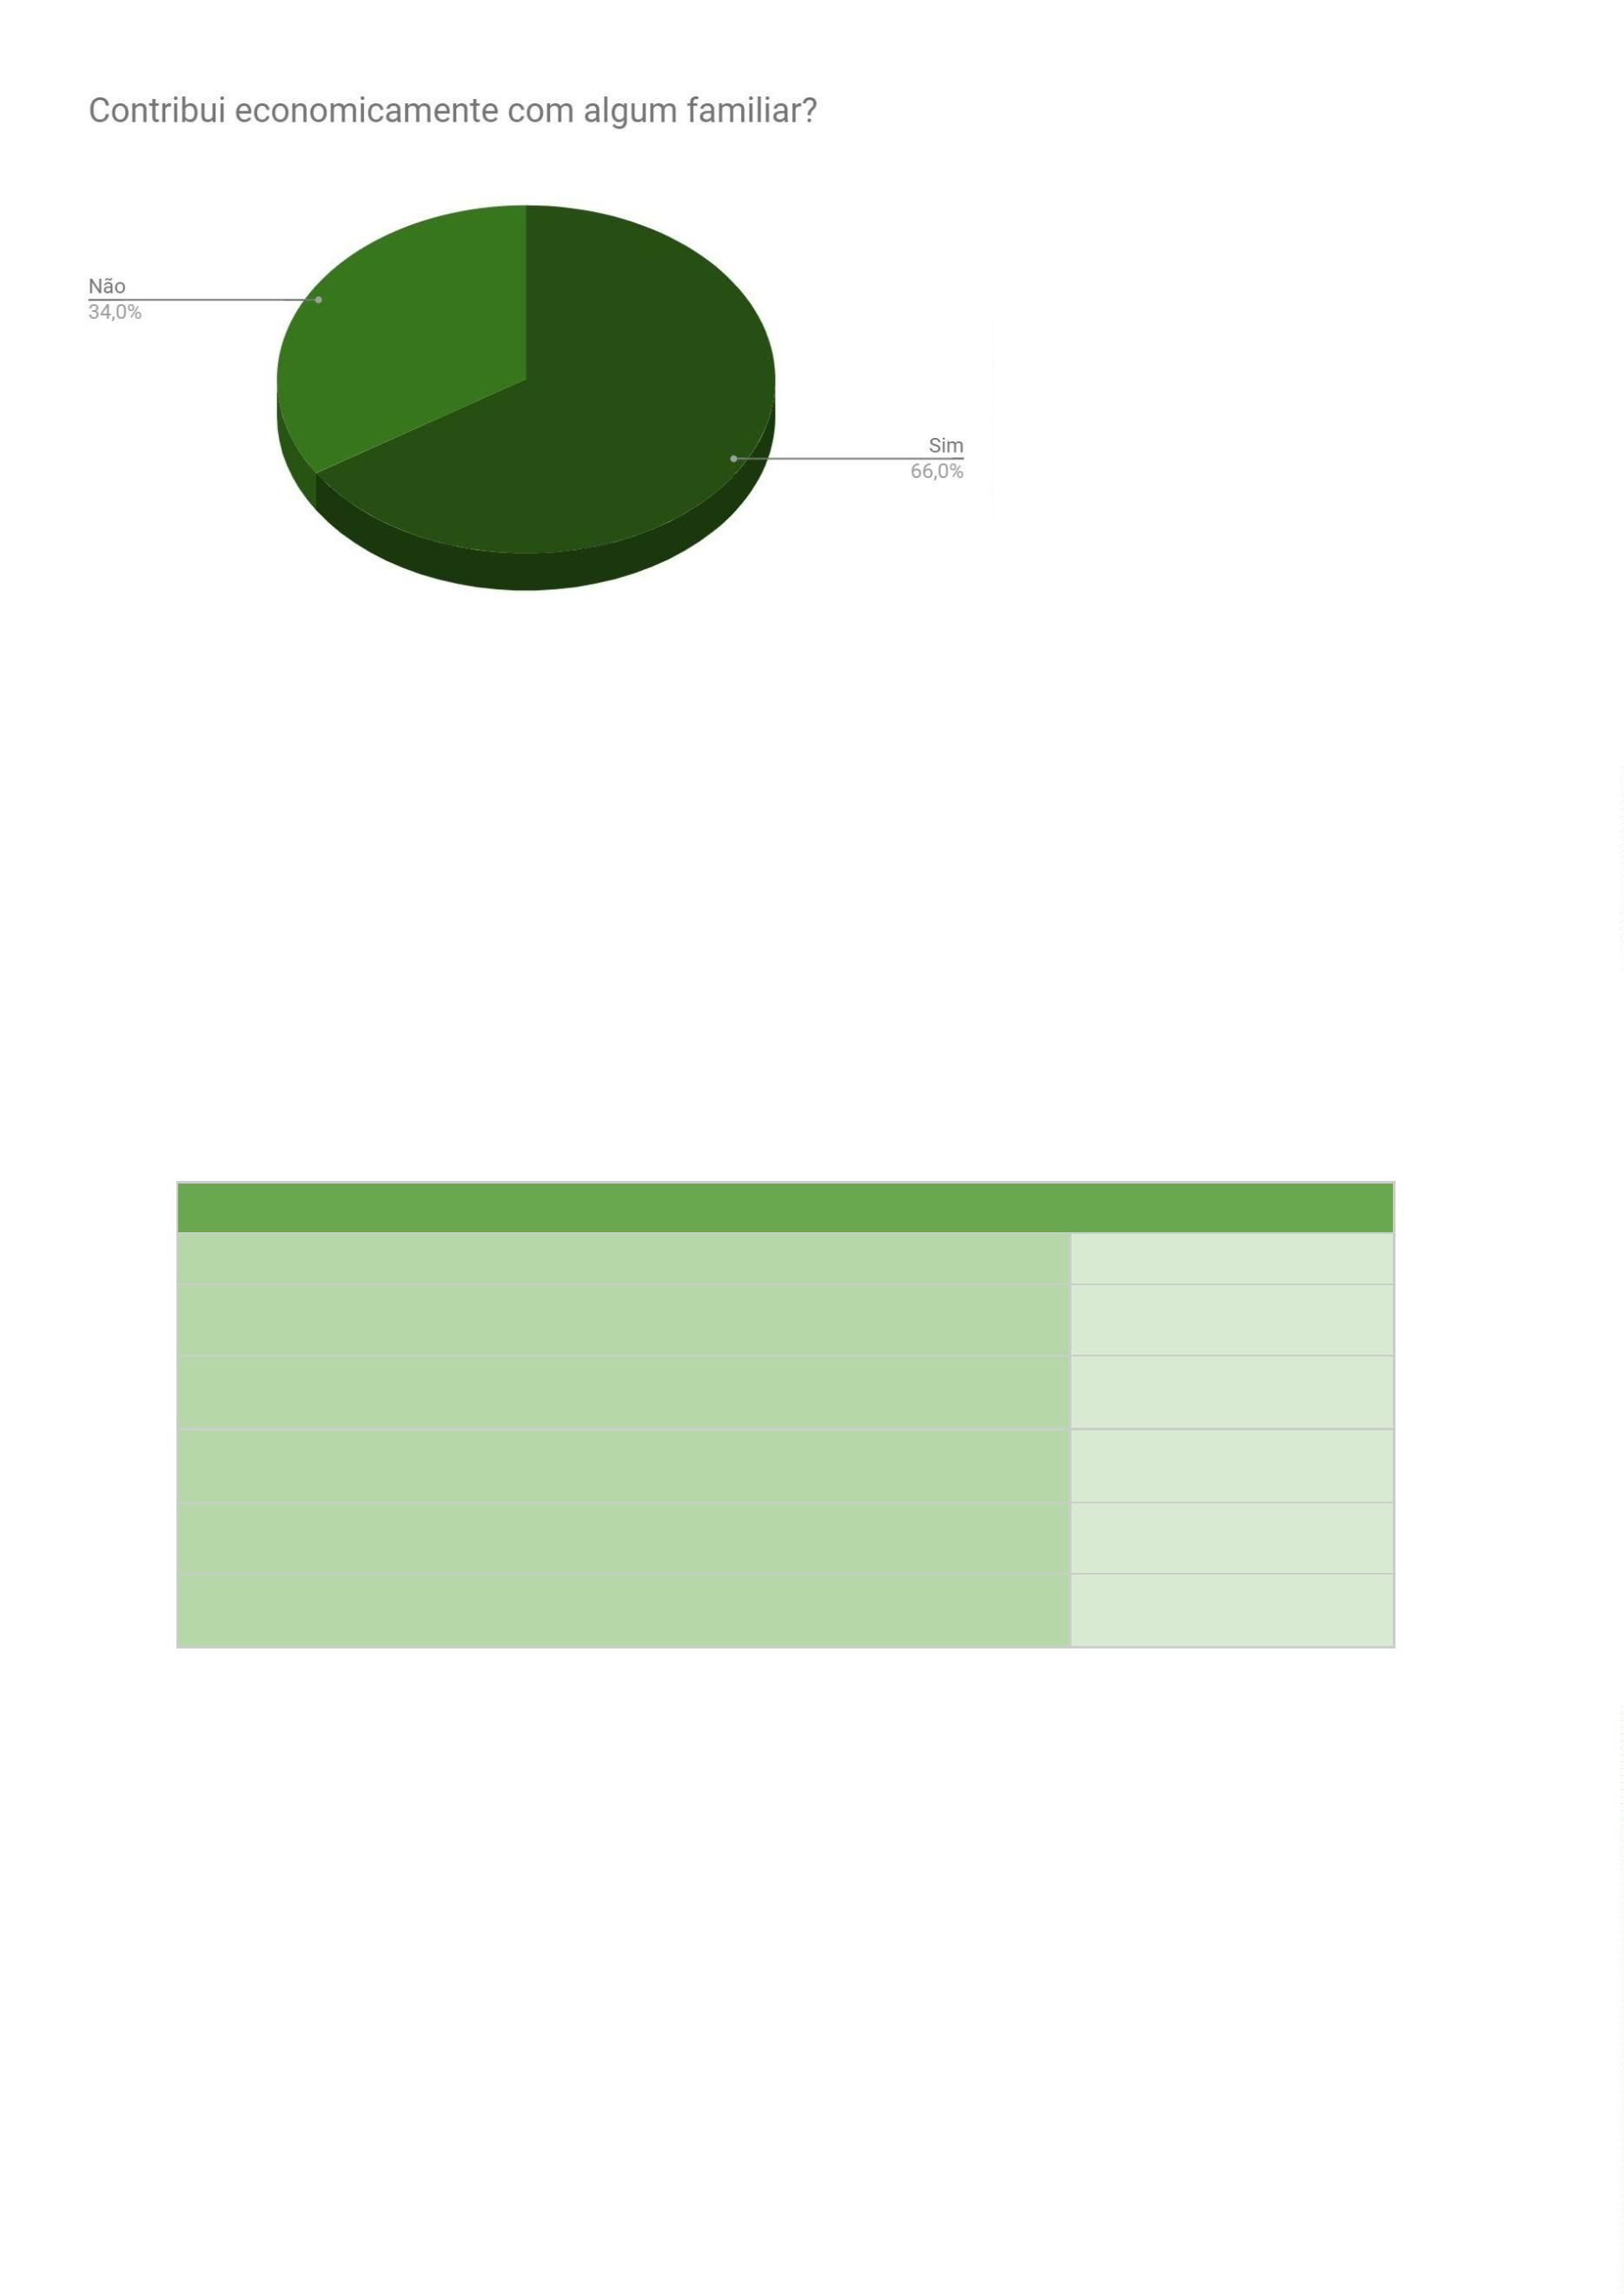 Contribui economicamente com algum familiar?
Não
34,0%
Sim
66,0%